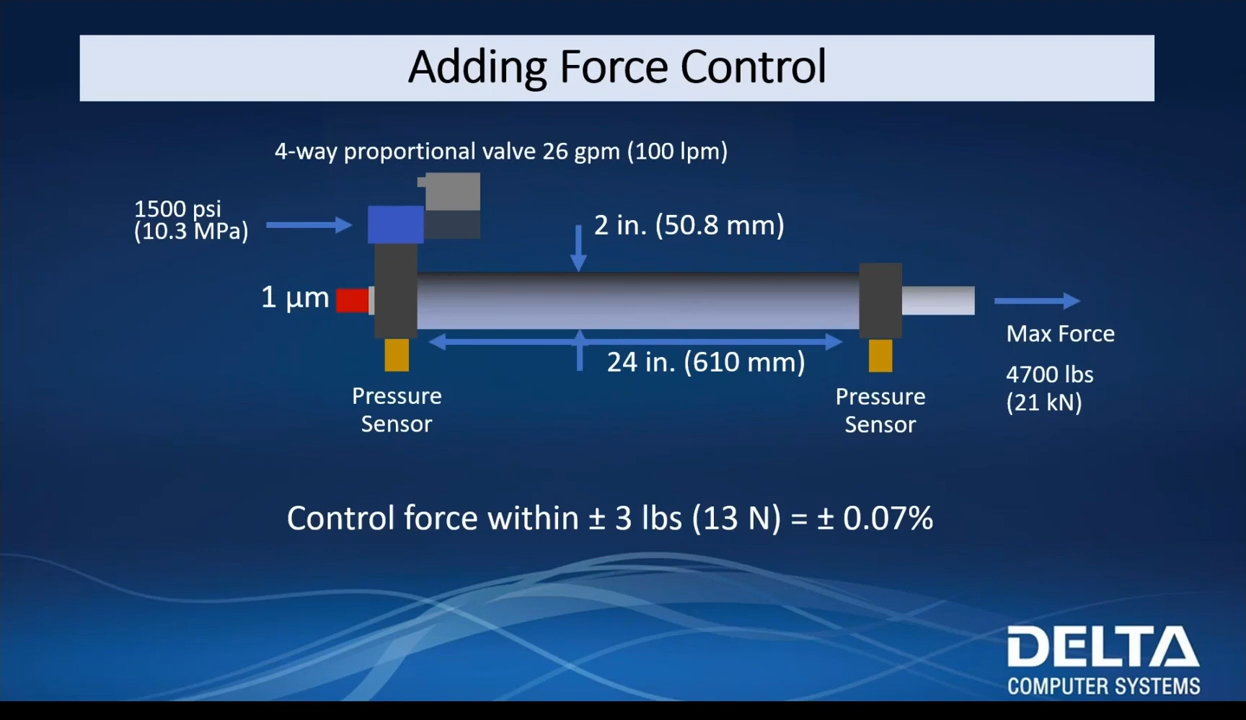 Adding Force Control
4-way proportional valve 26 gpm (100 lpm)
1500 psi
(10.3 MPa)
2 in. (50.8 mm)
1 μm
Max Force
24 in. (610 mm)
4700 lbs
(21 kN)
Pressure
Sensor
Pressure
Sensor
Control force within ± 3 lbs (13 N) = ± 0.07%
DELTA
COMPUTER SYSTEMS